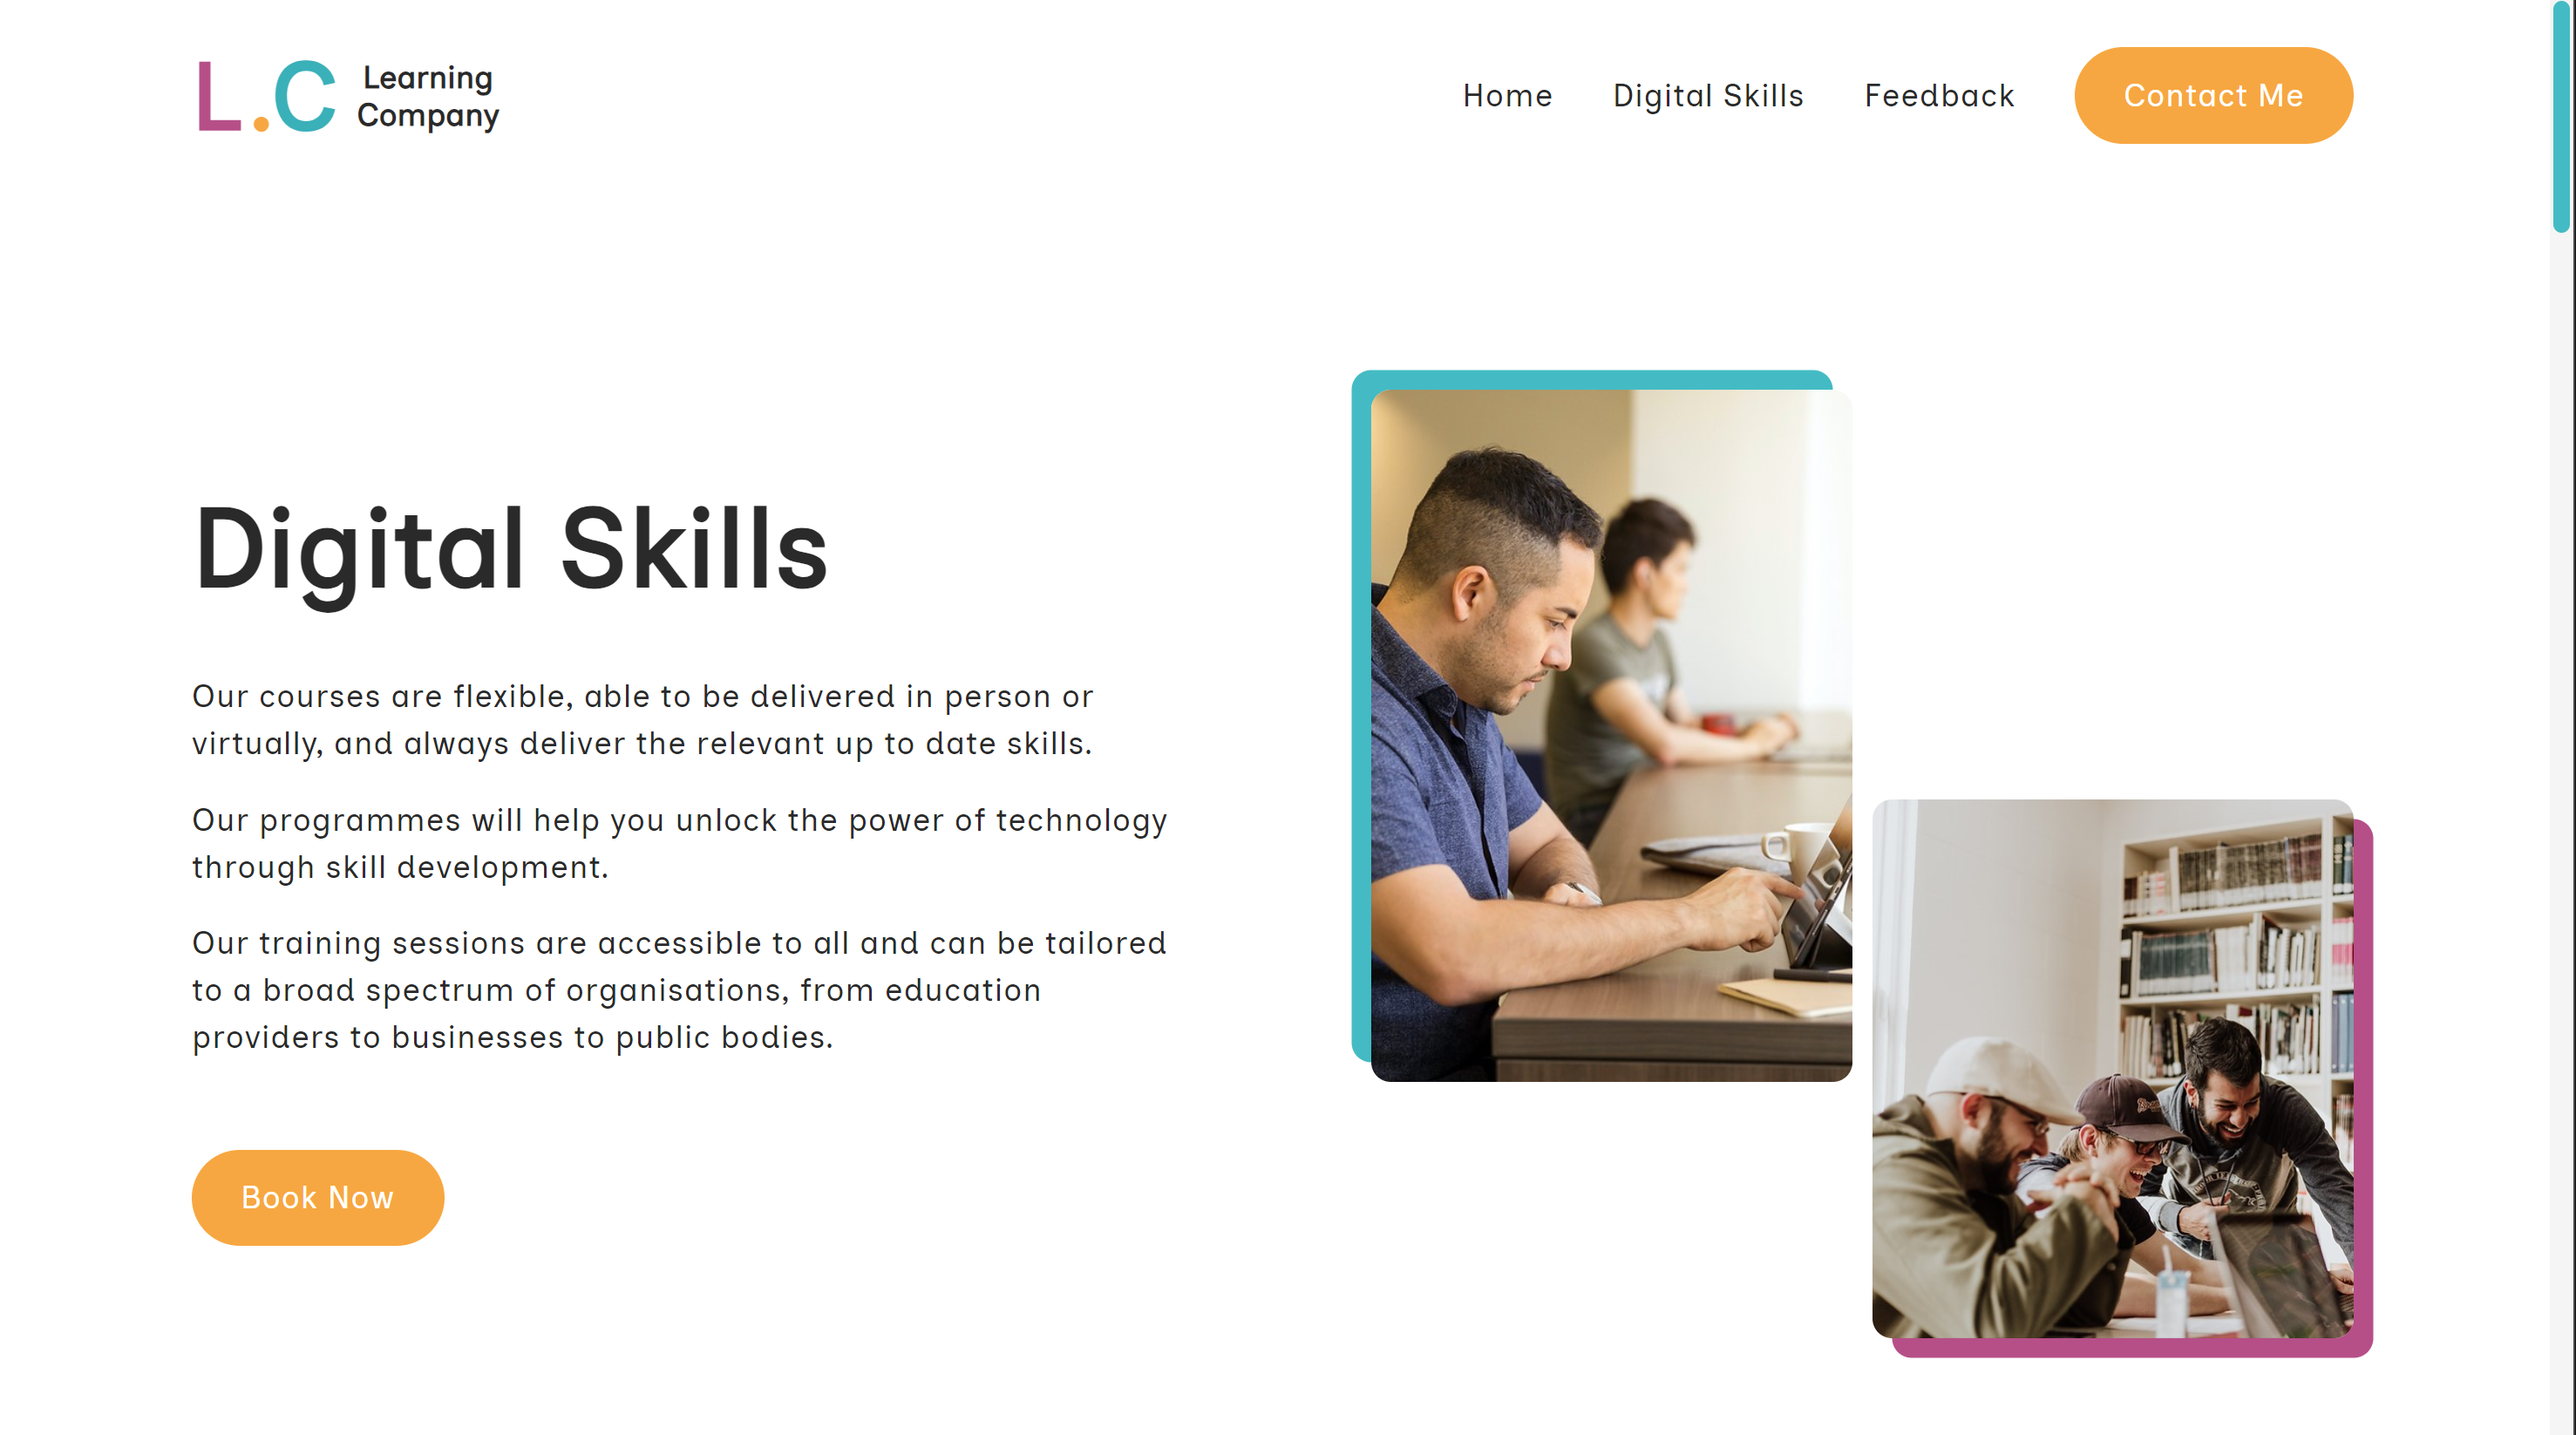 L.C Learning
Company
Home Digital Skills Feedback Contact Me
Digital Skills
Our courses are flexible, able to be delivered in person or
virtually, and always deliver the relevant up to date skills.
Our programmes will help you unlock the power of technology
through skill development.
Our training sessions are accessible to all and can be tailored
to a broad spectrum of organisations, from education
providers to businesses to public bodies.
Book Now